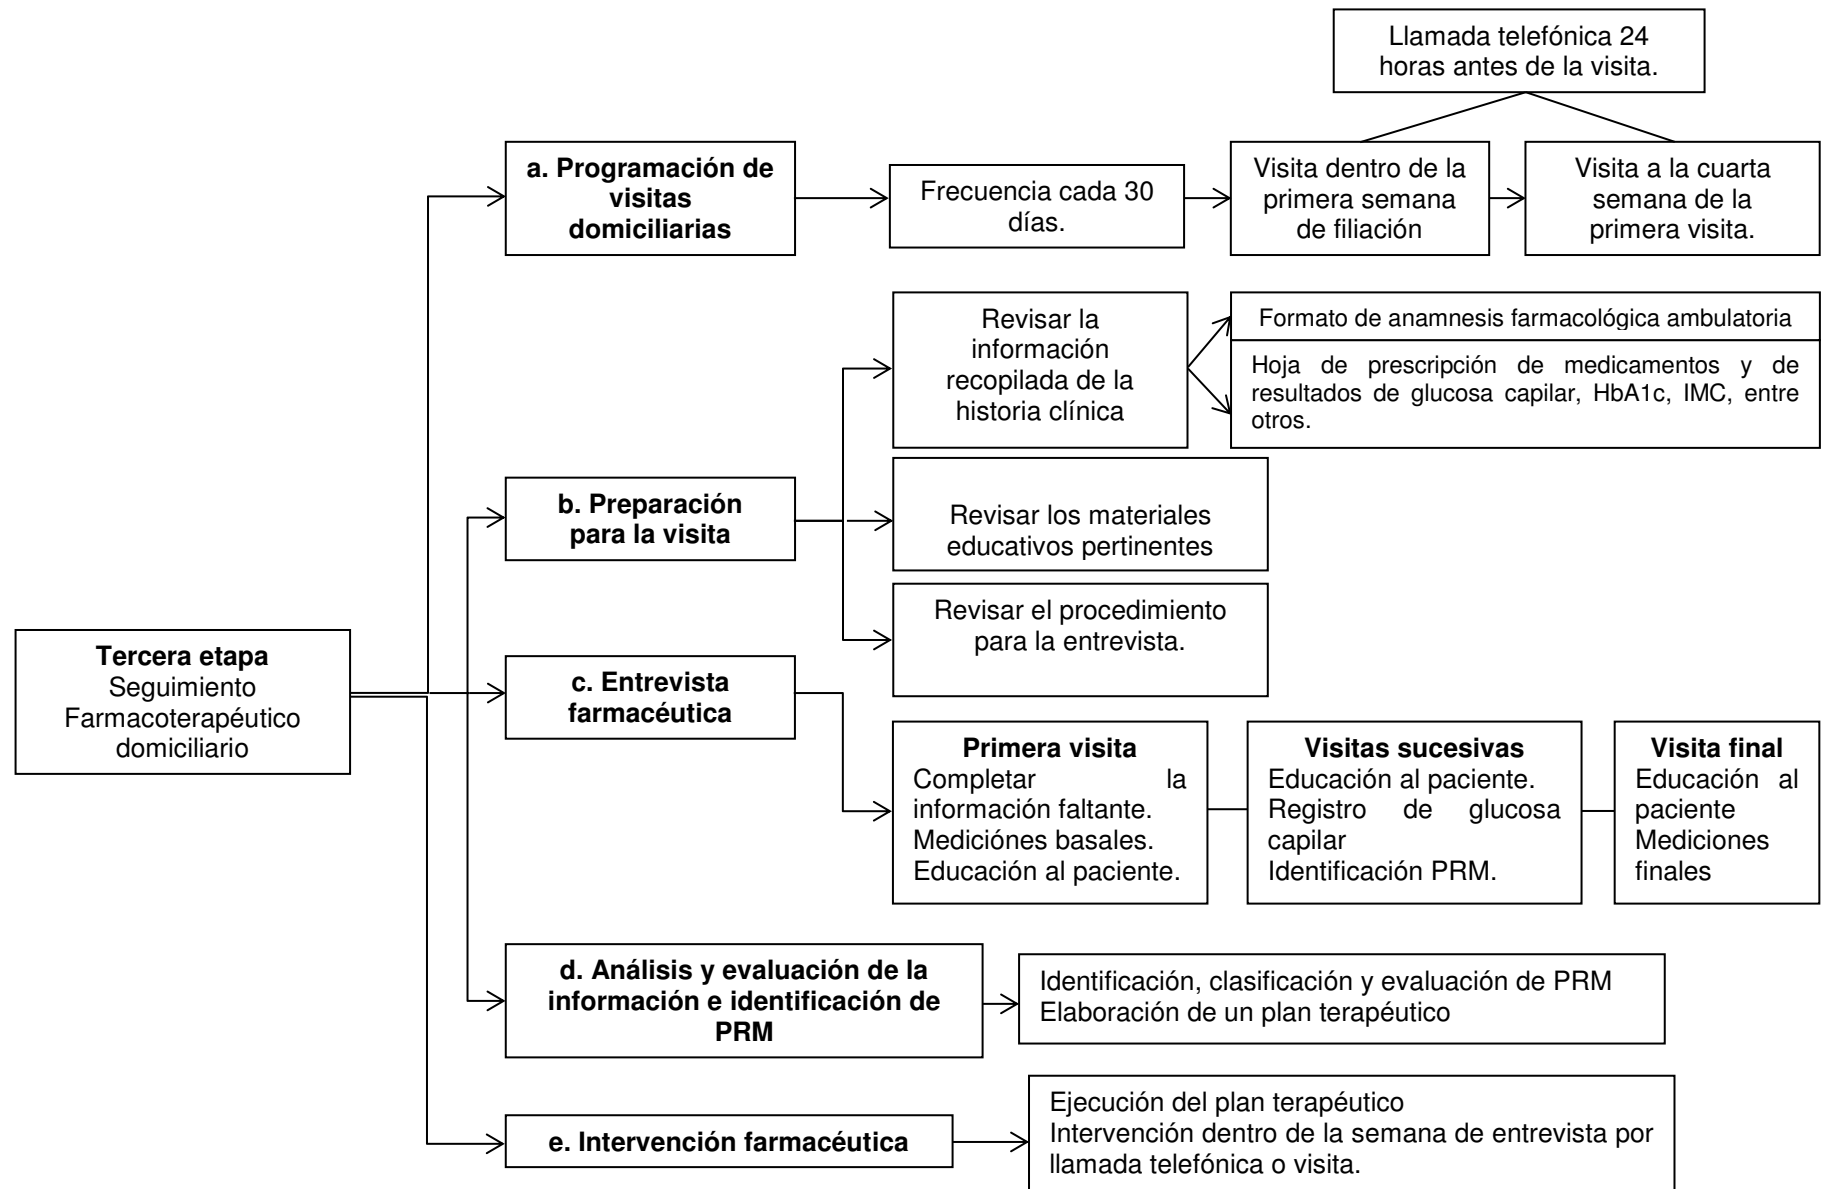 Llamada telefónica 24
horas antes de la visita.
a. Programación de
visitas
domiciliarias
Frecuencia cada 30
días.
Visita dentro de la
primera semana
de filiación
Visita a la cuarta
semana de la
primera visita.
Revisar la
información
recopilada de la
historia clínica
Formato de anamnesis farmacológica ambulatoria
Hoja de prescripción de medicamentos y de
resultados de glucosa capilar, HbA1c, IMC, entre
otros.
b. Preparación
para la visita
Revisar los materiales
educativos pertinentes
Revisar el procedimiento
para la entrevista.
Tercera etapa
Seguimiento
Farmacoterapéutico
domiciliario
c. Entrevista
farmacéutica
Primera visita
Completar la
información faltante.
Mediciónes basales.
Educación al paciente.
Visitas sucesivas
Educación al paciente.
Registro de glucosa
capilar
Identificación PRM.
Visita final
Educación al
paciente
Mediciones
finales
d. Análisis y evaluación de la
información e identificación de
PRM
Identificación, clasificación y evaluación de PRM
Elaboración de un plan terapéutico
e. Intervención farmacéutica
Ejecución del plan terapéutico
Intervención dentro de la semana de entrevista por
llamada telefónica o visita.